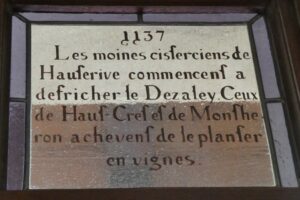 1137
Les moines cisterciens de
Hauterive commencent a
defricher le Dezaley. Ceux
de Haut-Cret et de Monthe
ron achevent de le planter
en vignes.